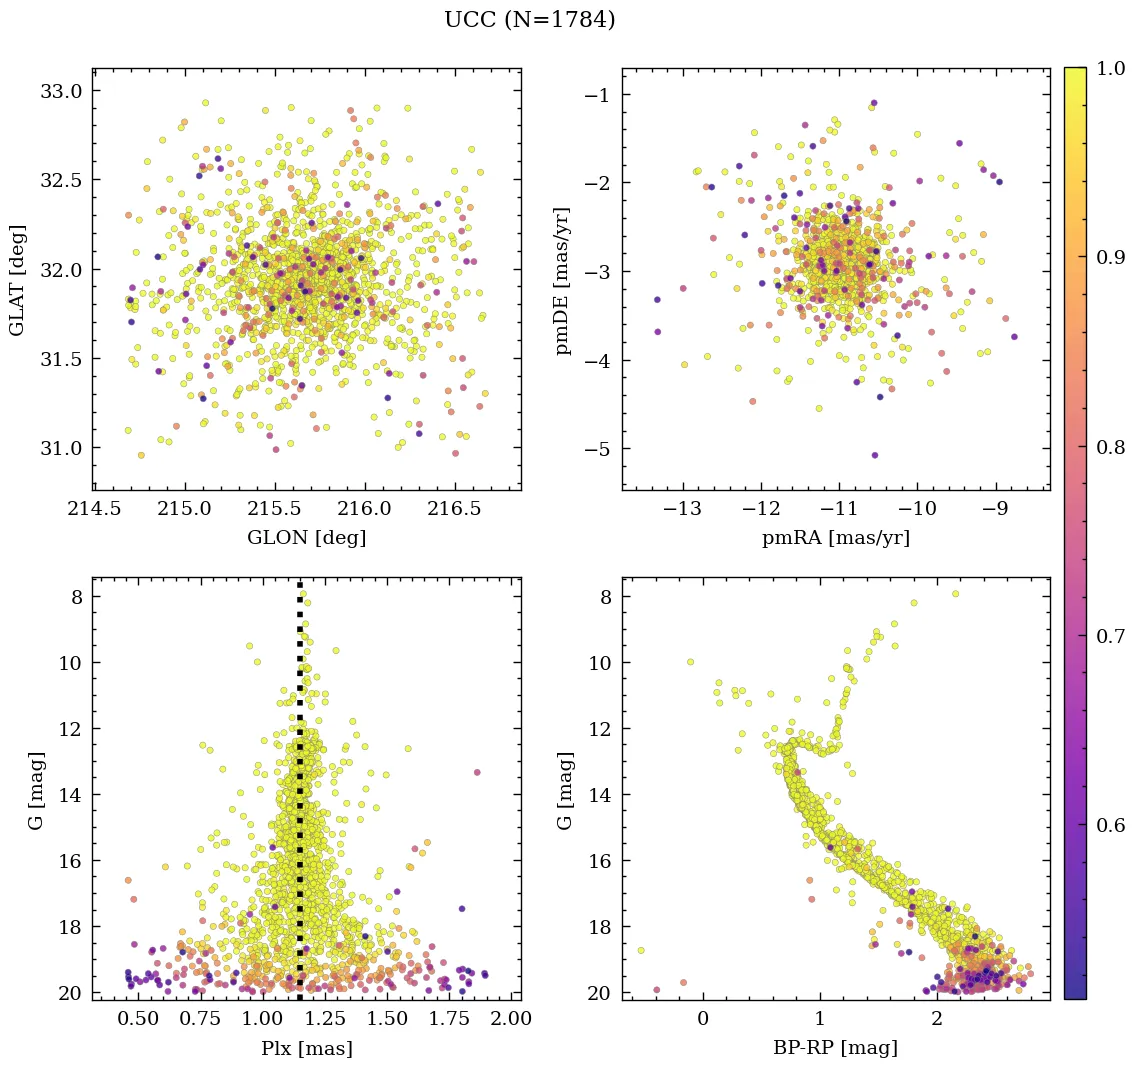 UCC (N=1784)
33.0
32.5
32.0
31.5
31.0
GLAT [deg]
214.5 215.0 215.5 216.0 216.5
GLON [deg]
−1
−2
−3
−4
−5
pmDE [mas/yr]
−13 −12 −11 −10 −9
pmRA [mas/yr]
1.0
0.9
0.8
0.7
0.6
8
10
12
14
16
18
20
G [mag]
0.50 0.75 1.00 1.25 1.50 1.75 2.00
Plx [mas]
8
10
12
14
16
18
20
G [mag]
0 1 2
BP-RP [mag]